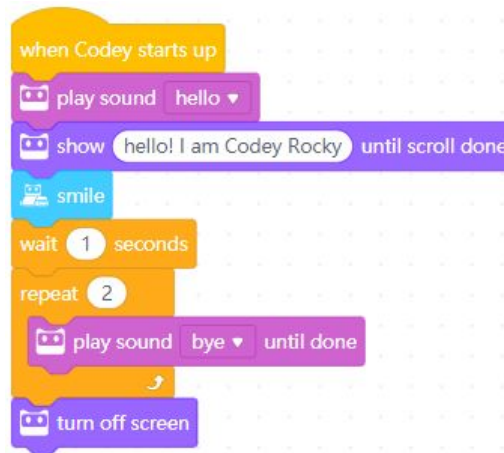 when Codey starts up
play sound hello
show hello! I am Codey Rocky until scroll done
smile
wait 1 seconds
repeat 2
play sound bye until done
turn off screen